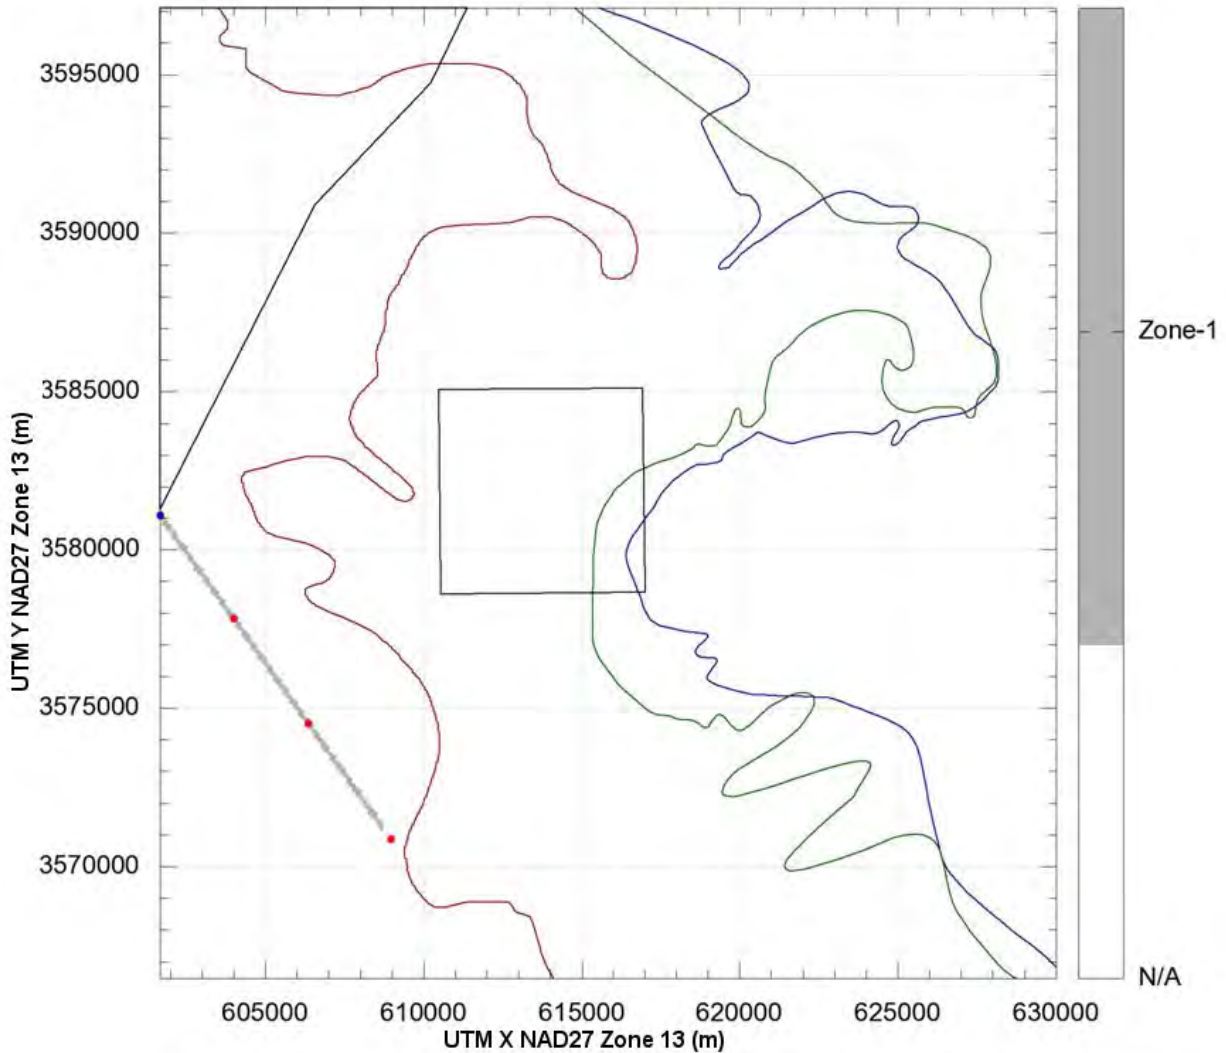 3595000
3590000
3585000
3580000
3575000
3570000
UTM Y NAD27 Zone 13 (m)
605000 610000 615000 620000 625000 630000
UTM X NAD27 Zone 13 (m)
Zone-1
N/A